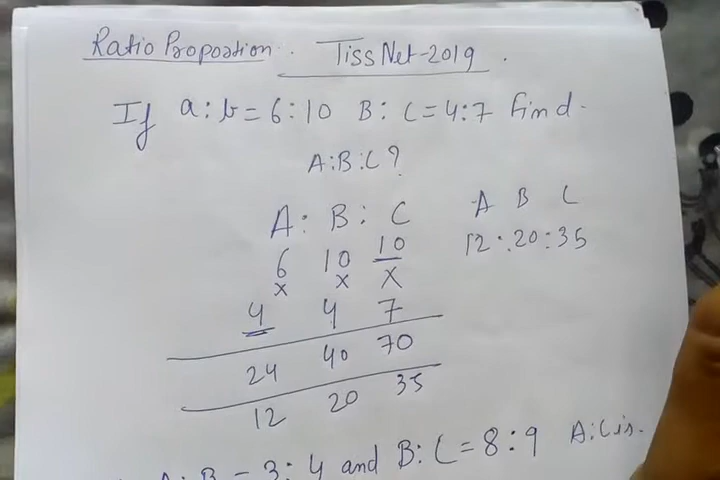 Ratio Propostion. Tiss Net-2019.
If a:b=6:10 B:C=4:7 find.
A:B:C?
A: B: C
6 10 10
x x x
4 4 7
24 40 70
12 20 35
A B C
12:20:35
A:B=3:4 and B:C=8:9 A:C is.